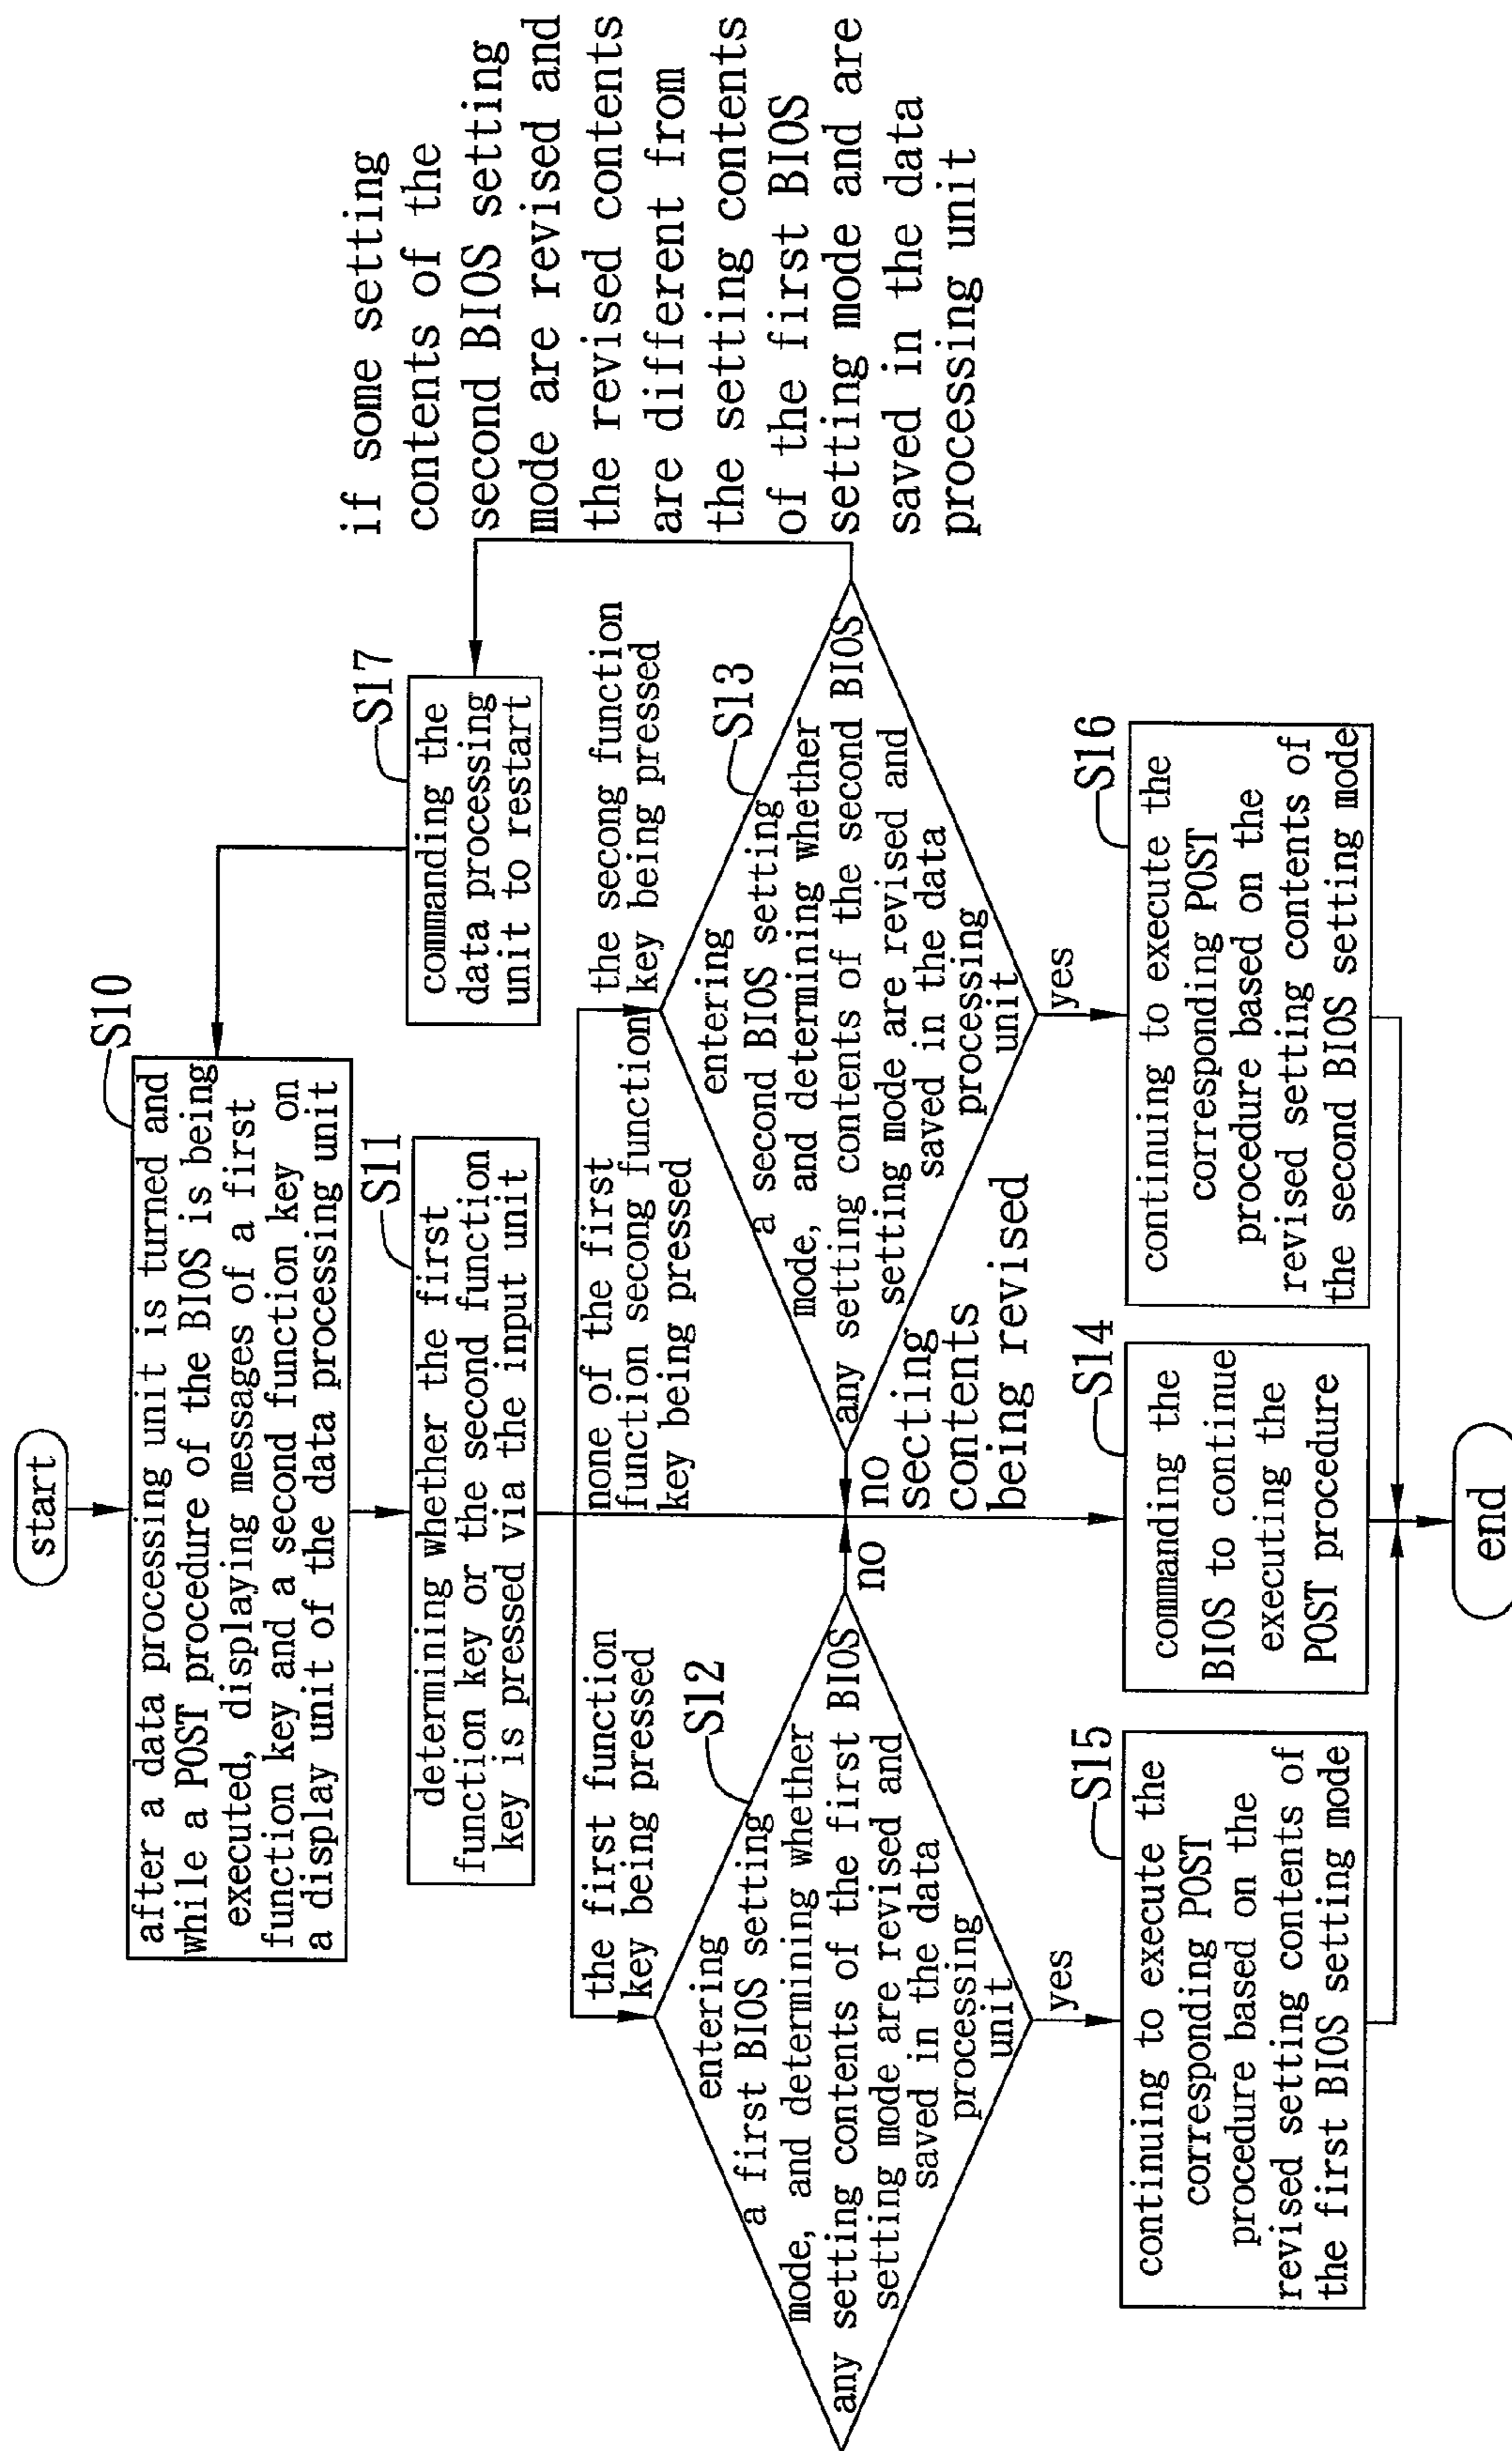 start
S10
after a data processing unit is turned and
while a POST procedure of the BIOS is being
executed, displaying messages of a first
function key and a second function key on
a display unit of the data processing unit
S11
determining whether the first
function key or the second function
key is pressed via the input unit
S17
commanding the
data processing
unit to restart
the first function
key being pressed
none of the first
function secong function
key being pressed
the second function
key being pressed
S12
entering
a first BIOS setting
mode, and determining whether
any setting contents of the first BIOS
setting mode are revised and
saved in the data
processing
unit
no
yes
S13
entering
a second BIOS setting
mode, and determining whether
any setting contents of the second BIOS
setting mode are revised and
saved in the data
processing
unit
no
secting
contents
being revised
yes
if some setting
contents of the
second BIOS setting
mode are revised and
the revised contents
are different from
the setting contents
of the first BIOS
setting mode and are
saved in the data
processing unit
S15
continuing to execute the
corresponding POST
procedure based on the
revised setting contents of
the first BIOS setting mode
S14
commanding the
BIOS to continue
executing the
POST procedure
S16
continuing to execute the
corresponding POST
procedure based on the
revised setting contents of
the second BIOS setting mode
end